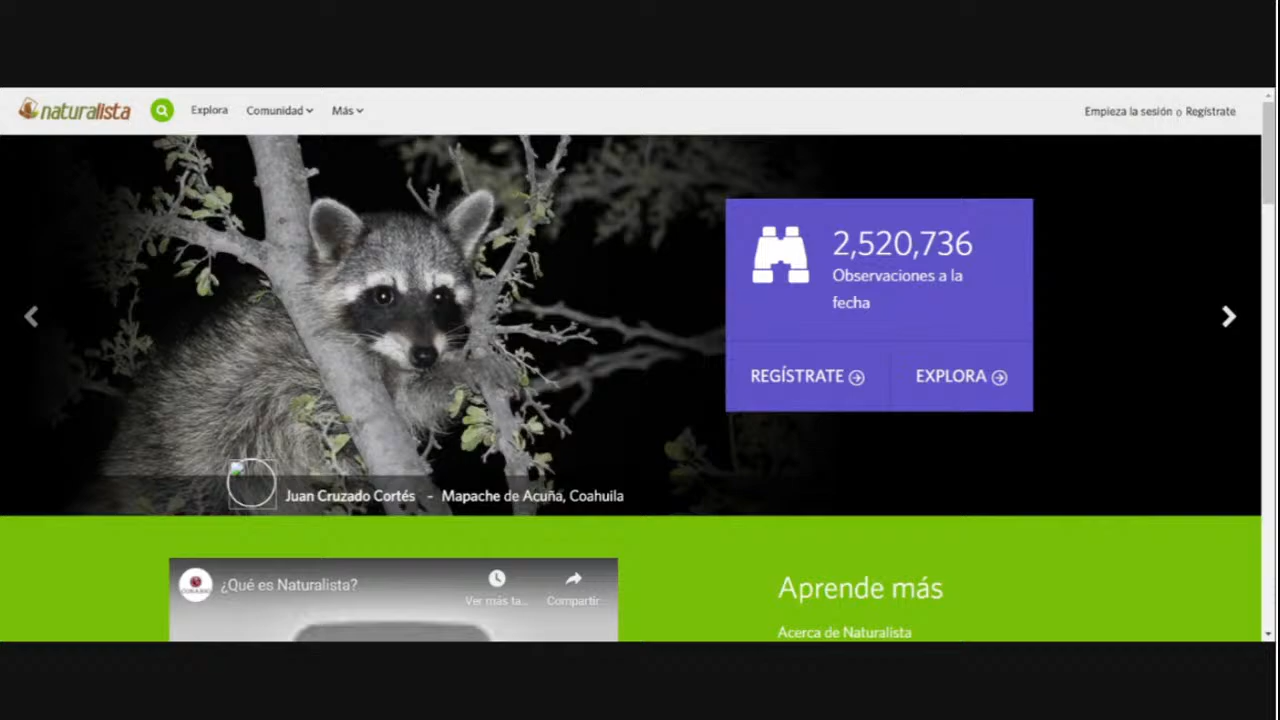 naturalista
Explora
Comunidad
Más
Empieza la sesión o Regístrate
2,520,736
Observaciones a la
fecha
REGÍSTRATE
EXPLORA
Juan Cruzado Cortés - Mapache de Acuña, Coahuila
¿Qué es Naturalista?
Ver más ta...
Compartir
Aprende más
Acerca de Naturalista